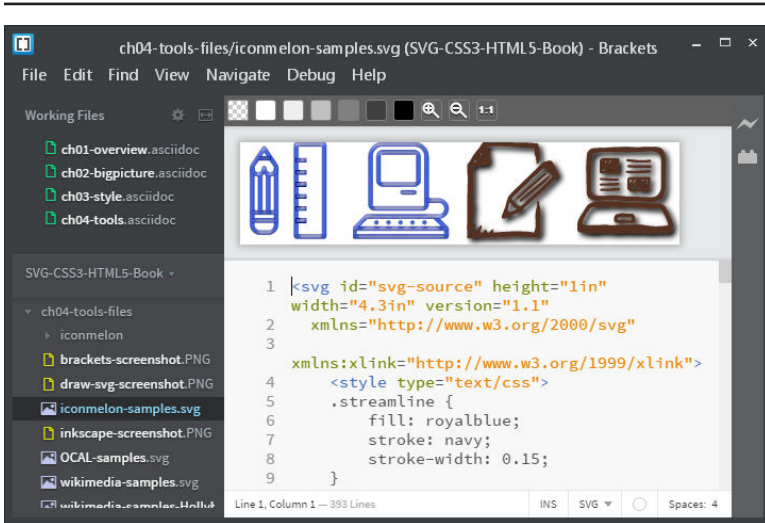 ch04-tools-files/iconmelon-samples.svg (SVG-CSS3-HTML5-Book) - Brackets
File Edit Find View Navigate Debug Help
Working Files
ch01-overview.asciidoc
ch02-bigpicture.asciidoc
ch03-style.asciidoc
ch04-tools.asciidoc
SVG-CSS3-HTML5-Book
ch04-tools-files
iconmelon
brackets-screenshot.PNG
draw-svg-screenshot.PNG
iconmelon-samples.svg
inkscape-screenshot.PNG
OCAL-samples.svg
wikimedia-samples.svg
wikimedia-samples-Hollyh
1:1
1 <svg id="svg-source" height="1in"
width="4.3in" version="1.1"
2 xmlns="http://www.w3.org/2000/svg"
3
xmlns:xlink="http://www.w3.org/1999/xlink">
4 <style type="text/css">
5 .streamline {
6 fill: royalblue;
7 stroke: navy;
8 stroke-width: 0.15;
9 }
Line 1, Column 1 — 393 Lines INS SVG Spaces: 4